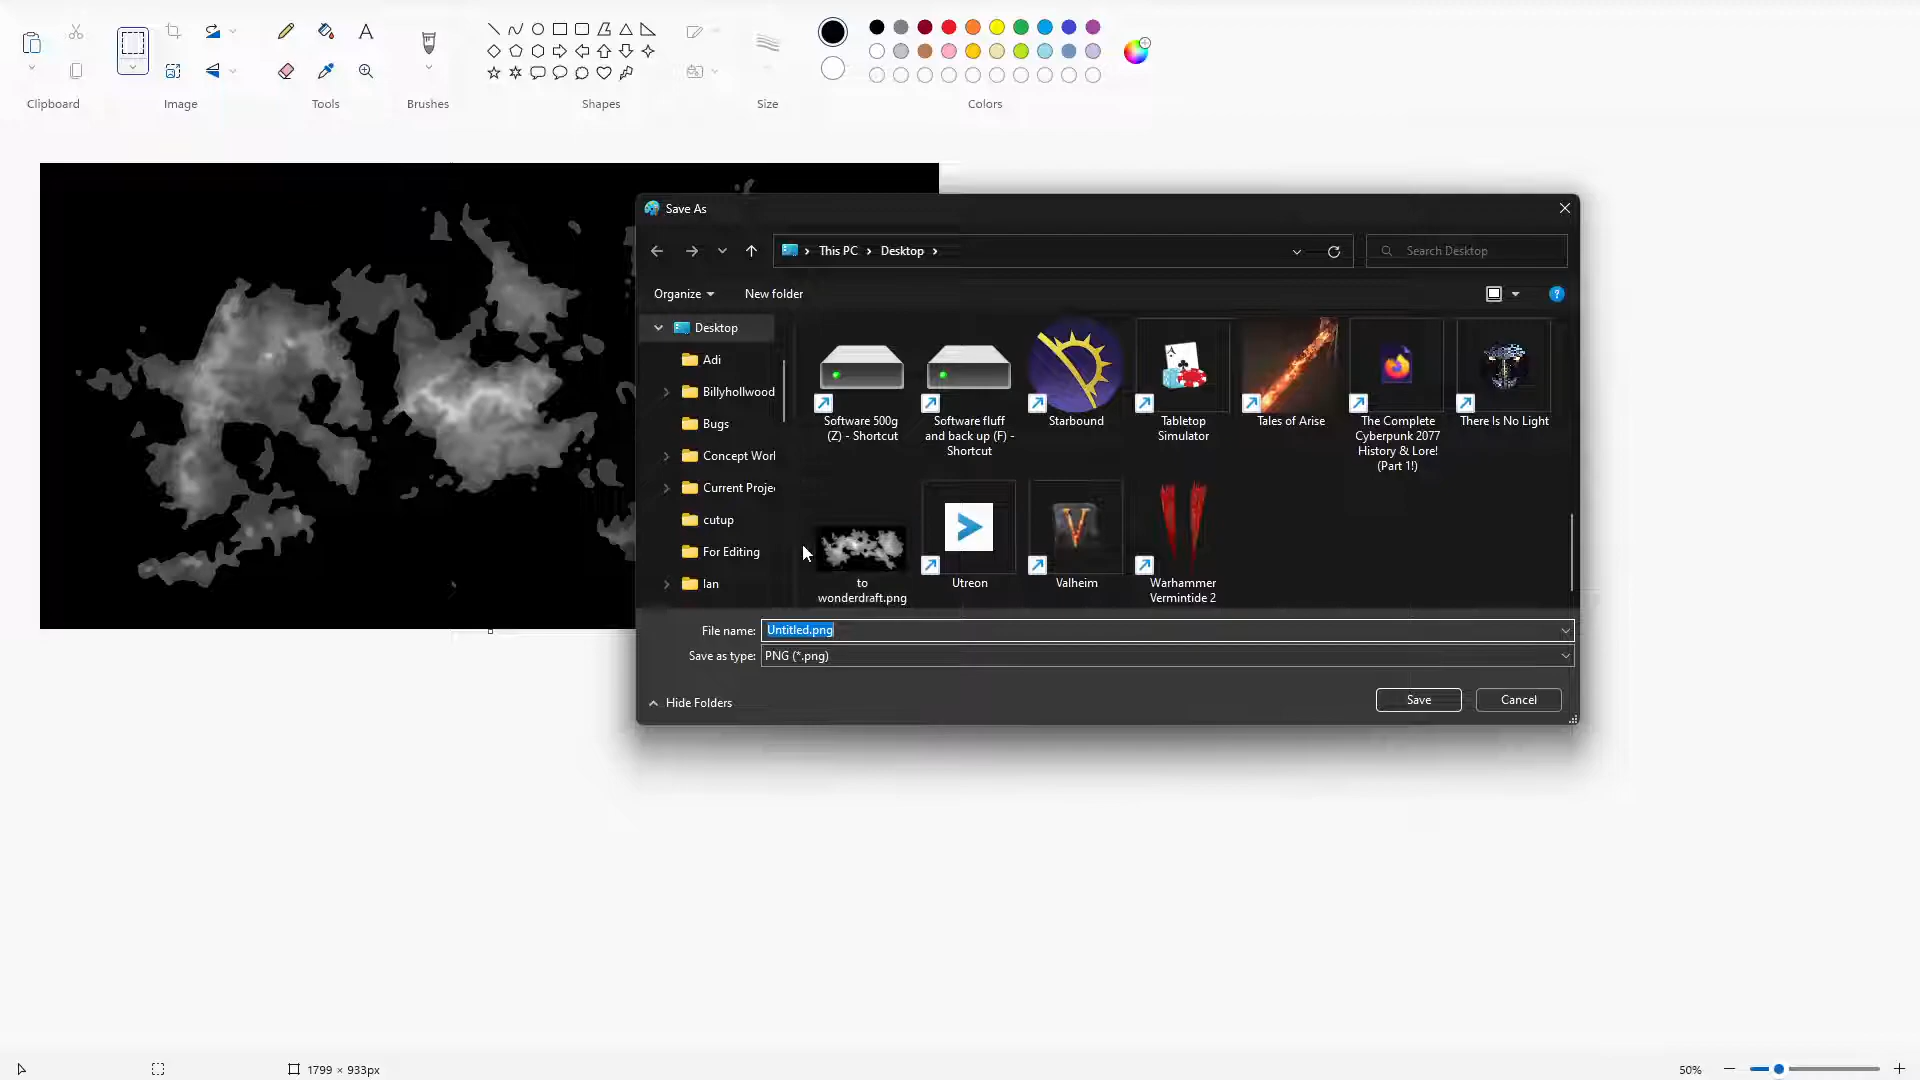 Clipboard
Image
Tools
Brushes
Shapes
Size
Colors
Save As
This PC
Desktop
Search Desktop
Organize
New folder
Desktop
Adi
Billyhollwood
Bugs
Concept Worl
Current Proje
cutup
For Editing
Ian
Software 500g
(Z) - Shortcut
Software fluff
and back up (F) -
Shortcut
Starbound
Tabletop
Simulator
Tales of Arise
The Complete
Cyberpunk 2077
History & Lore!
(Part 1!)
There Is No Light
to
wonderdraft.png
Utreon
Valheim
Warhammer
Vermintide 2
File name: Untitled.png
Save as type: PNG (*.png)
Hide Folders
Save
Cancel
1799 × 933px
50%